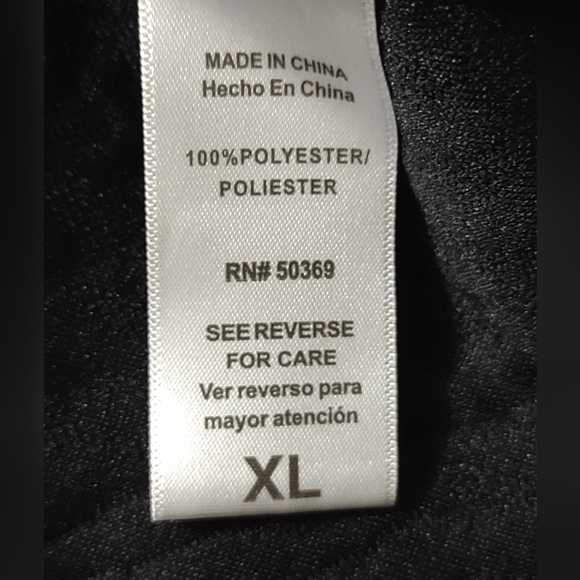 MADE IN CHINA
Hecho En China
100%POLYESTER/
POLIESTER
RN# 50369
SEE REVERSE
FOR CARE
Ver reverso para
mayor atención
XL